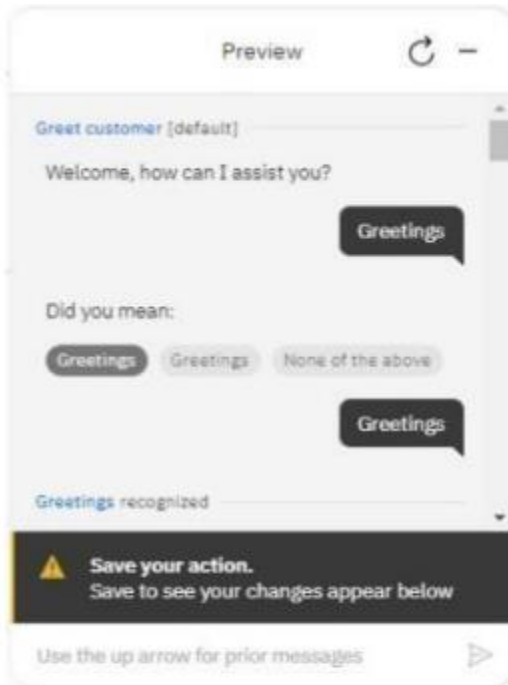 Preview
Greet customer [default]
Welcome, how can I assist you?
Greetings
Did you mean:
Greetings Greetings None of the above
Greetings
Greetings recognized
Save your action.
Save to see your changes appear below
Use the up arrow for prior messages